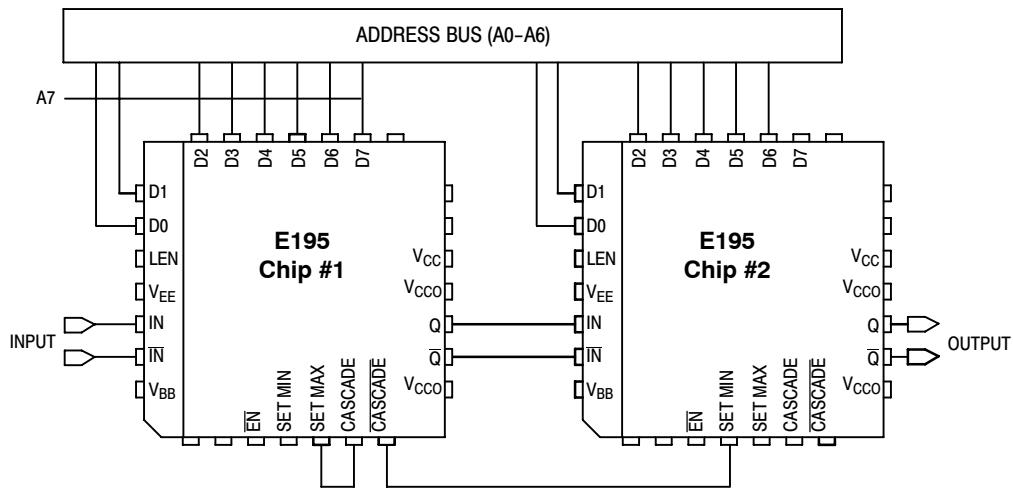 ADDRESS BUS (A0–A6)
A7
D2 D3 D4 D5 D6 D7
D1
D0
LEN
VEE
IN
IN
VBB
INPUT
E195
Chip #1
VCC
VCCO
Q
Q
VCCO
EN SET MIN SET MAX CASCADE CASCADE
D2 D3 D4 D5 D6 D7
D1
D0
LEN
VEE
IN
IN
VBB
E195
Chip #2
VCC
VCCO
Q
Q
VCCO
OUTPUT
EN SET MIN SET MAX CASCADE CASCADE